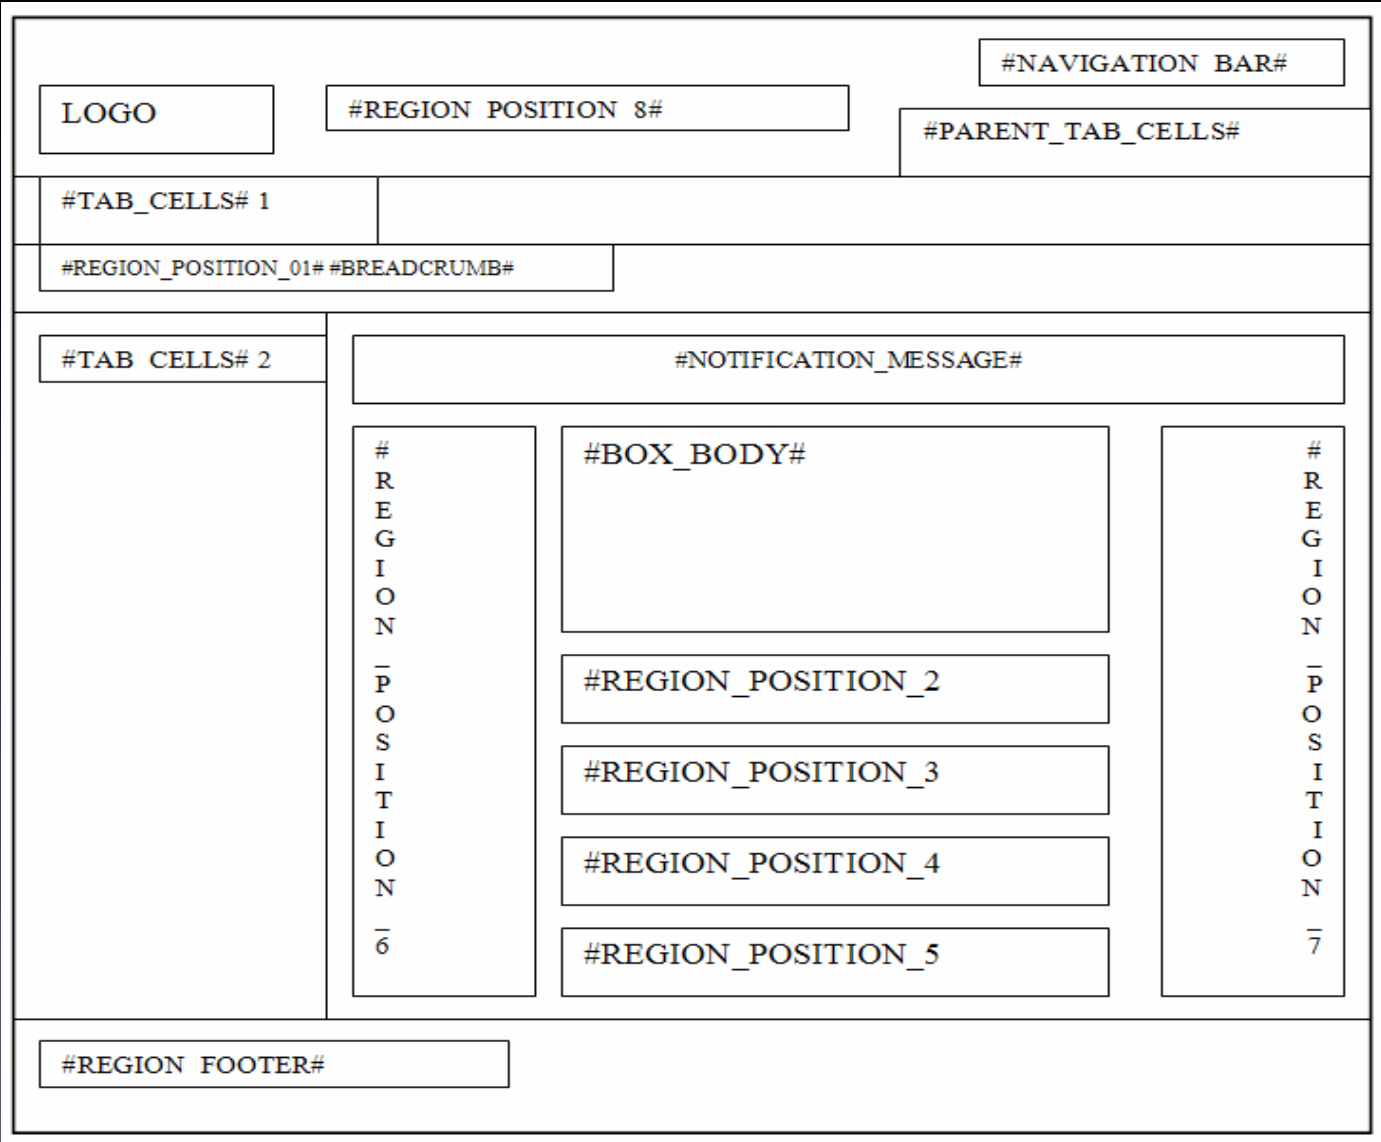 #NAVIGATION BAR#
LOGO
#REGION POSITION 8#
#PARENT_TAB_CELLS#
#TAB_CELLS# 1
#REGION_POSITION_01# #BREADCRUMB#
#TAB CELLS# 2
#NOTIFICATION_MESSAGE#
#REGION_POSITION_6
#BOX_BODY#
#REGION_POSITION_2
#REGION_POSITION_3
#REGION_POSITION_4
#REGION_POSITION_5
#REGION_POSITION_7
#REGION FOOTER#